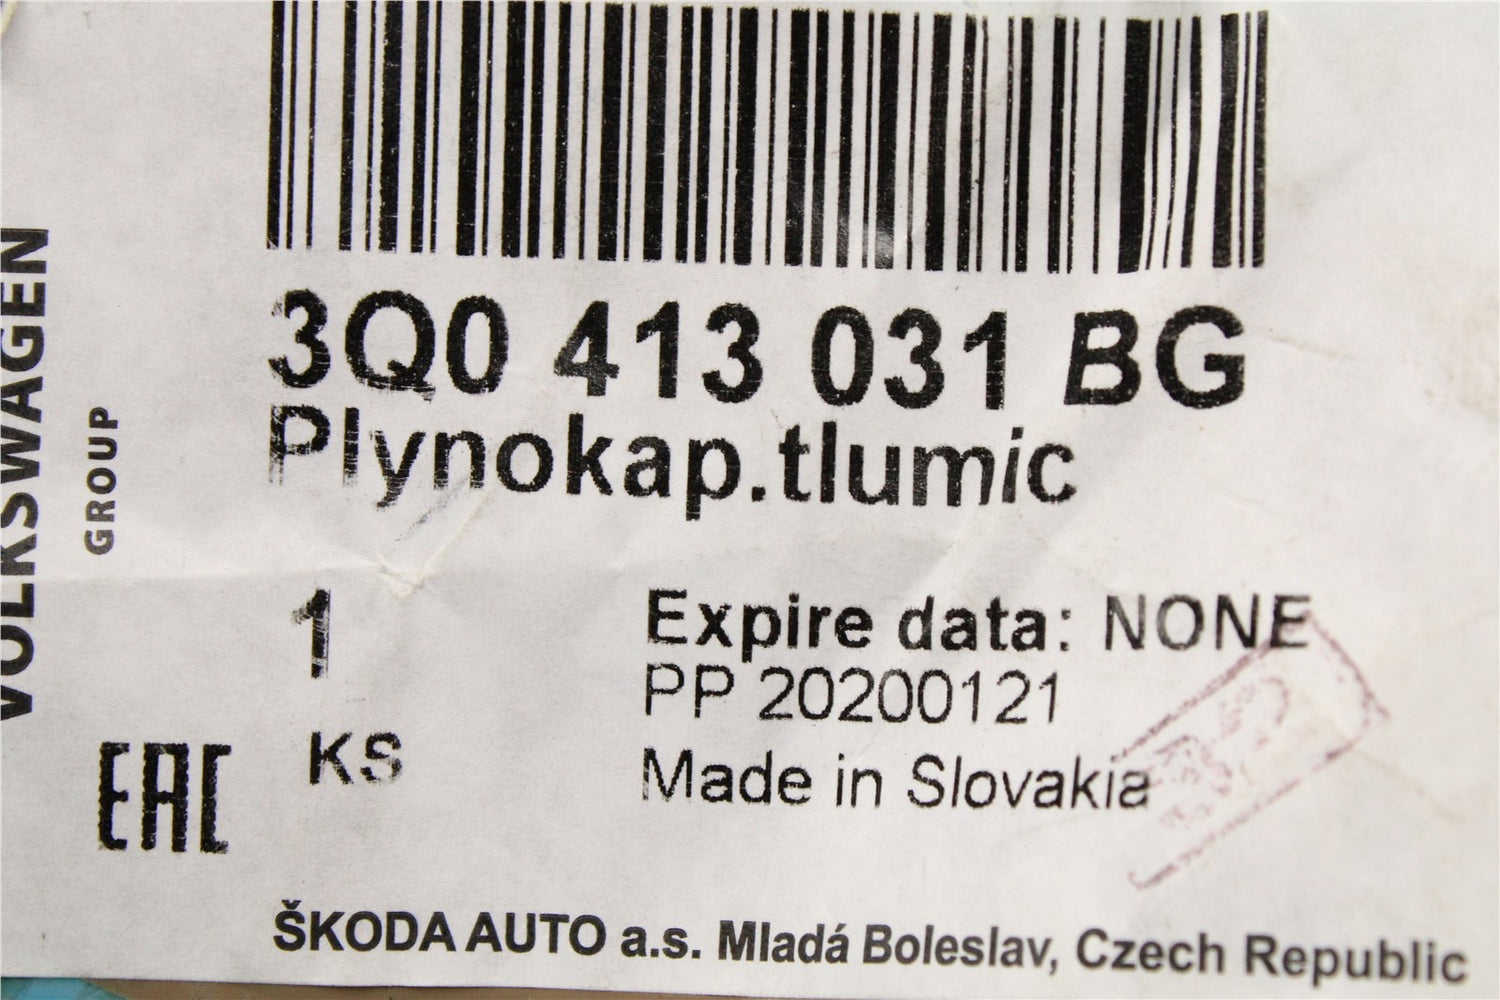 VOLKSWAGEN
GROUP
3Q0 413 031 BG
Plynokap.tlumic
1
Expire data: NONE
PP 20200121
KS
Made in Slovakia
EAC
ŠKODA AUTO a.s. Mladá Boleslav, Czech Republic